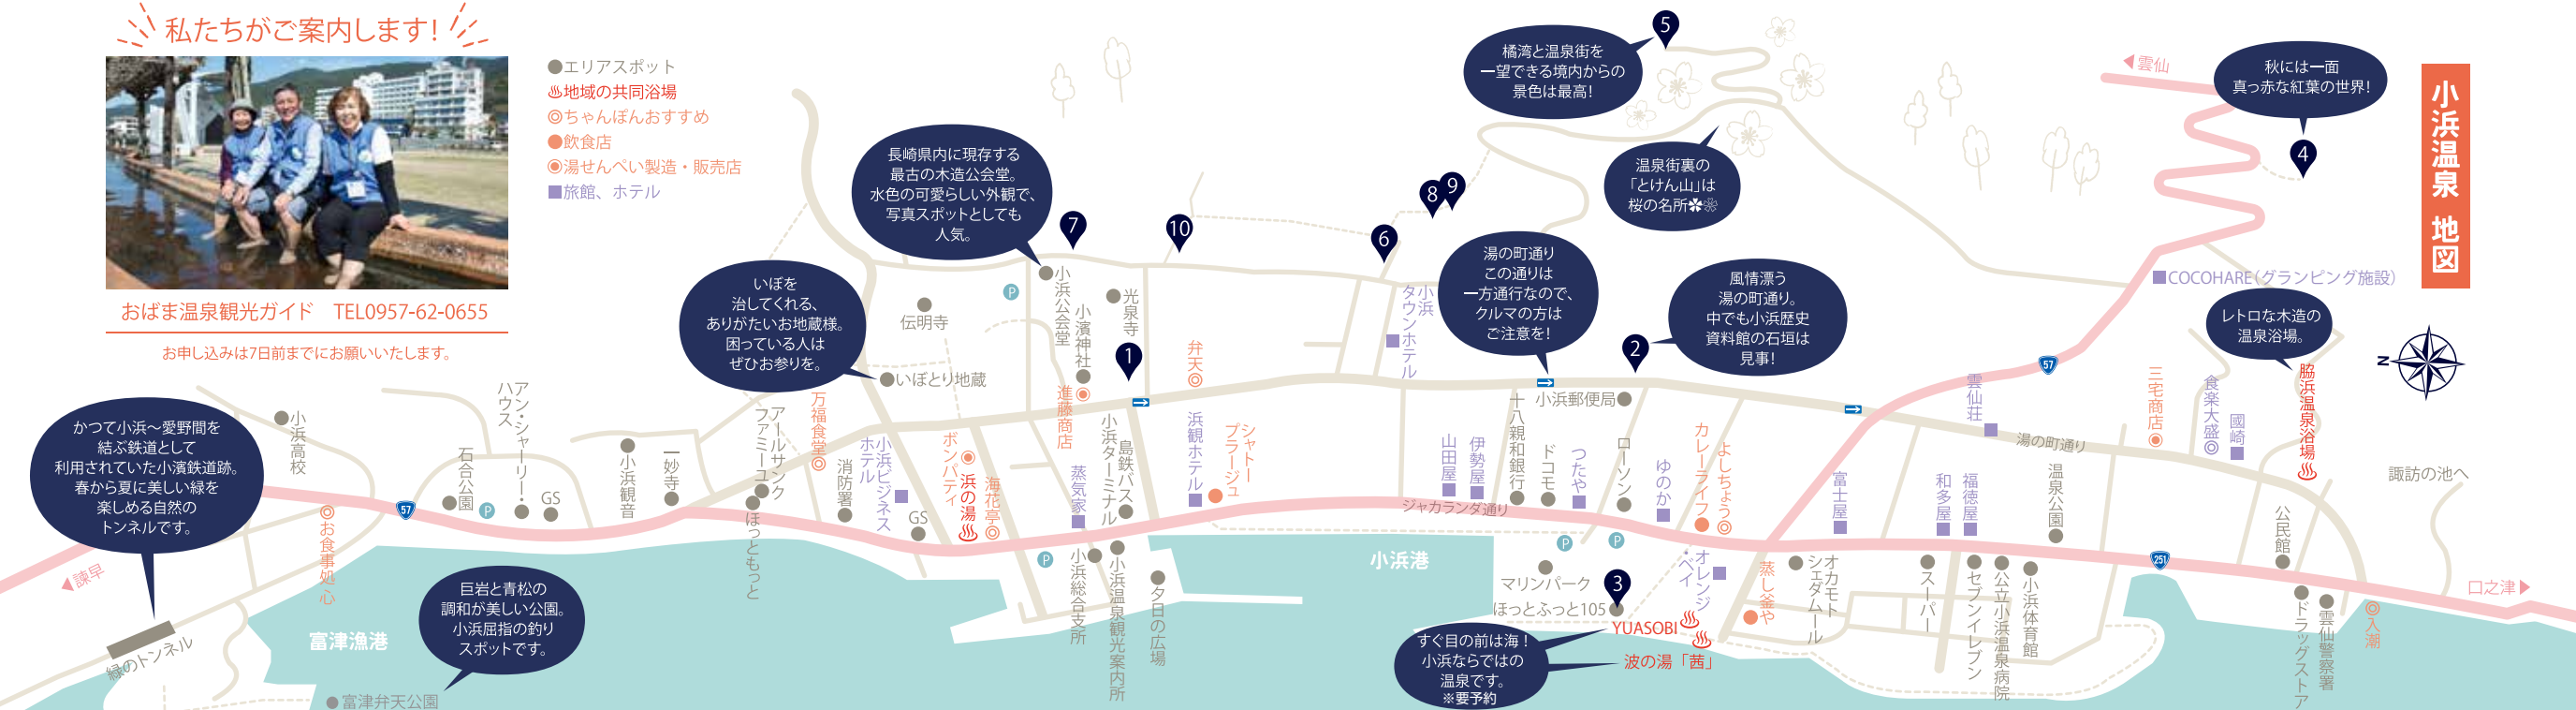 私たちがご案内します!
おばま温泉観光ガイド　TEL0957-62-0655
お申し込みは7日前までにお願いいたします。
●エリアスポット
♨地域の共同浴場
◎ちゃんぽんおすすめ
●飲食店
◉湯せんぺい製造・販売店
■旅館、ホテル
小浜温泉 地図
かつて小浜〜愛野間を
結ぶ鉄道として
利用されていた小濱鉄道跡。
春から夏に美しい緑を
楽しめる自然の
トンネルです。
諫早
緑のトンネル
富津漁港
富津弁天公園
巨岩と青松の
調和が美しい公園。
小浜屈指の釣り
スポットです。
小浜高校
お食事処 心
57
石合公園
P
アン・シャーリー・
ハウス
GS
小浜観音
一妙寺
いぼを
治してくれる、
ありがたいお地蔵様。
困っている人は
ぜひお参りを。
いぼとり地蔵
伝明寺
アールサンク
ファミーユ
ほっともっと
万福食堂
消防署
小浜ビジネス
ホテル
GS
ボンパティ
浜の湯
海花亭
長崎県内に現存する
最古の木造公会堂。
水色の可愛らしい外観で、
写真スポットとしても
人気。
7
P
小浜公会堂
小濱神社
光泉寺
1
10
進藤商店
蒸気家
小浜ターミナル
島鉄バス
P
小浜総合支所
小浜温泉観光案内所
夕日の広場
弁天
浜観ホテル
シャトー
ブラージュ
小浜港
6
8
9
小浜
タウンホテル
橘湾と温泉街を
一望できる境内からの
景色は最高!
5
温泉街裏の
「とけん山」は
桜の名所
湯の町通り
この通りは
一方通行なので、
クルマの方は
ご注意を!
2
風情漂う
湯の町通り。
中でも小浜歴史
資料館の石垣は
見事!
小浜郵便局
山田屋
伊勢屋
十八親和銀行
ドコモ
つたや
ローソン
ゆのか
カレーライフ
よしちょう
ジャカランダ通り
P
P
マリンパーク
3
ほっとふっと105
オレンジ
・ベイ
YUASOBI
波の湯「茜」
すぐ目の前は海!
小浜ならではの
温泉です。
※要予約
蒸し釜や
オカモト
シェダムール
富士屋
雲仙荘
57
湯の町通り
和多屋
福徳屋
温泉公園
スーパー
セブンイレブン
公立小浜温泉病院
小浜体育館
雲仙
秋には一面
真っ赤な紅葉の世界!
4
COCOHARE(グランピング施設)
レトロな木造の
温泉浴場。
脇浜温泉浴場
三宅商店
食楽大盛
國崎
251
公民館
ドラッグストア
雲仙警察署
入潮
諏訪の池へ
口之津
N